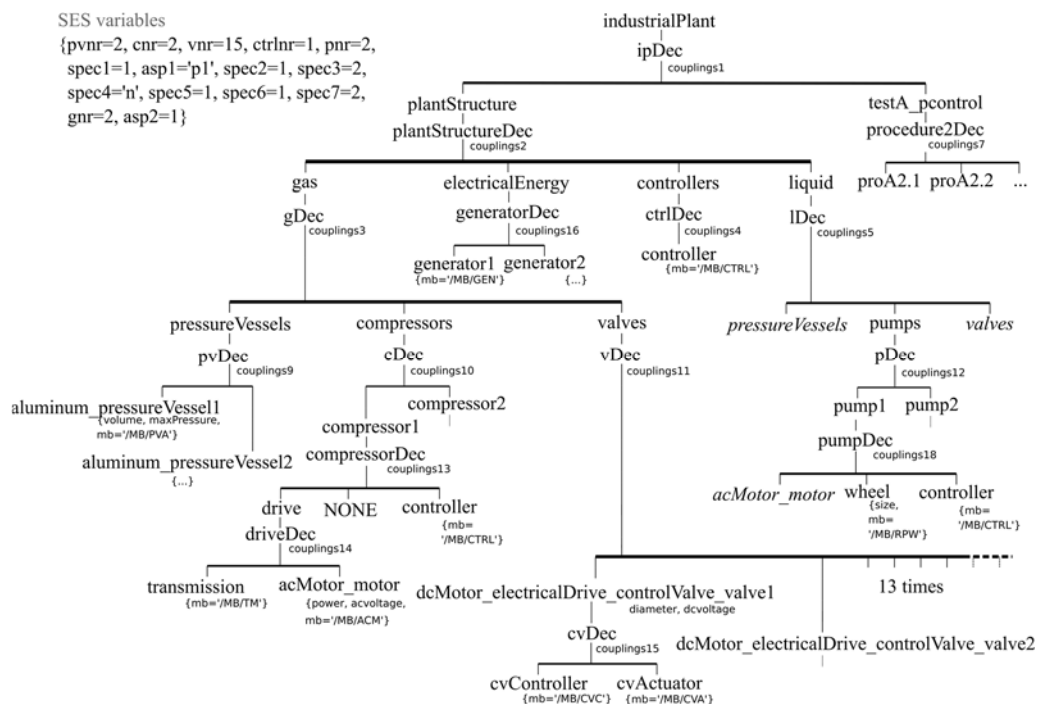 SES variables
{pvnr=2, cnr=2, vnr=15, ctrlnr=1, pnr=2,
spec1=1, asp1='p1', spec2=1, spec3=2,
spec4='n', spec5=1, spec6=1, spec7=2,
gnr=2, asp2=1}
industrialPlant
ipDec
couplings1
plantStructure
plantStructureDec
couplings2
testA_pcontrol
procedure2Dec
couplings7
gas
electricalEnergy
controllers
liquid
proA2.1
proA2.2
...
gDec
couplings3
generatorDec
couplings16
ctrlDec
couplings4
lDec
couplings5
generator1
{mb='/MB/GEN'}
generator2
{...}
controller
{mb='/MB/CTRL'}
pressureVessels
compressors
valves
pressureVessels
pumps
valves
pvDec
couplings9
cDec
couplings10
vDec
couplings11
pDec
couplings12
aluminum_pressureVessel1
{volume, maxPressure,
mb='/MB/PVA'}
aluminum_pressureVessel2
{...}
compressor1
compressor2
compressorDec
couplings13
pump1
pump2
pumpDec
couplings18
drive
NONE
controller
{mb=
'/MB/CTRL'}
acMotor_motor
wheel
{size,
mb=
'/MB/RPW'}
controller
{mb=
'/MB/CTRL'}
driveDec
couplings14
transmission
{mb='/MB/TM'}
acMotor_motor
{power, acvoltage,
mb='/MB/ACM'}
dcMotor_electricalDrive_controlValve_valve1
diameter, dcvoltage
13 times
cvDec
couplings15
dcMotor_electricalDrive_controlValve_valve2
cvController
{mb='/MB/CVC'}
cvActuator
{mb='/MB/CVA'}